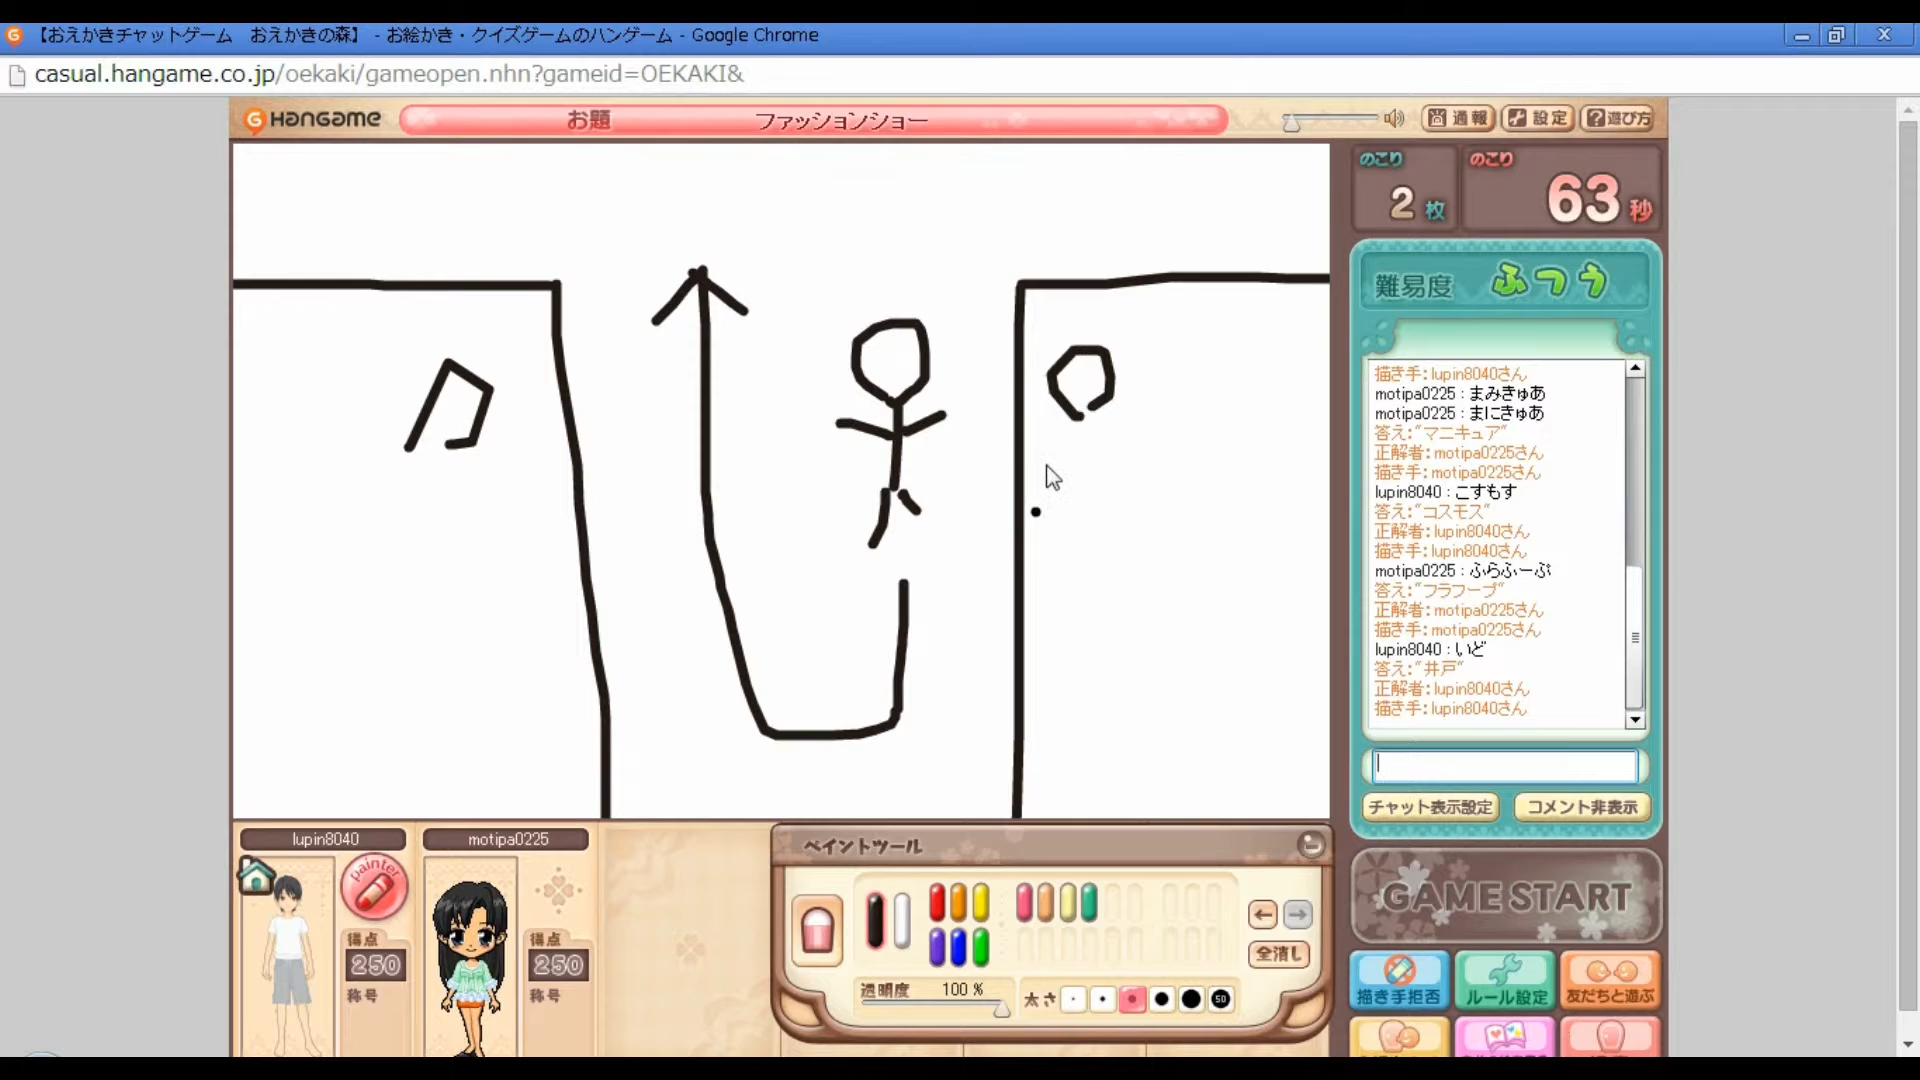 【おえかきチャットゲーム　おえかきの森】 - お絵かき・クイズゲームのハンゲーム - Google Chrome
casual.hangame.co.jp/oekaki/gameopen.nhn?gameid=OEKAKI&
HANGAME
お題 ファッションショー
通報 設定 遊び方
のこり 2 枚
のこり 63 秒
難易度 ふつう
描き手: lupin8040さん
motipa0225 : まみきゅあ
motipa0225 : まにきゅあ
答え:"マニキュア"
正解者: motipa0225さん
描き手: motipa0225さん
lupin8040 : こすもす
答え:"コスモス"
正解者: lupin8040さん
描き手: lupin8040さん
motipa0225 : ふらふーぷ
答え:"フラフープ"
正解者: motipa0225さん
描き手: motipa0225さん
lupin8040 : いど
答え:"井戸"
正解者: lupin8040さん
描き手: lupin8040さん
チャット表示設定 コメント非表示
lupin8040 motipa0225
painter
得点 250 称号
得点 250 称号
ペイントツール
全消し
透明度 100 % 太さ 50
GAME START
描き手拒否 ルール設定 友だちと遊ぶ